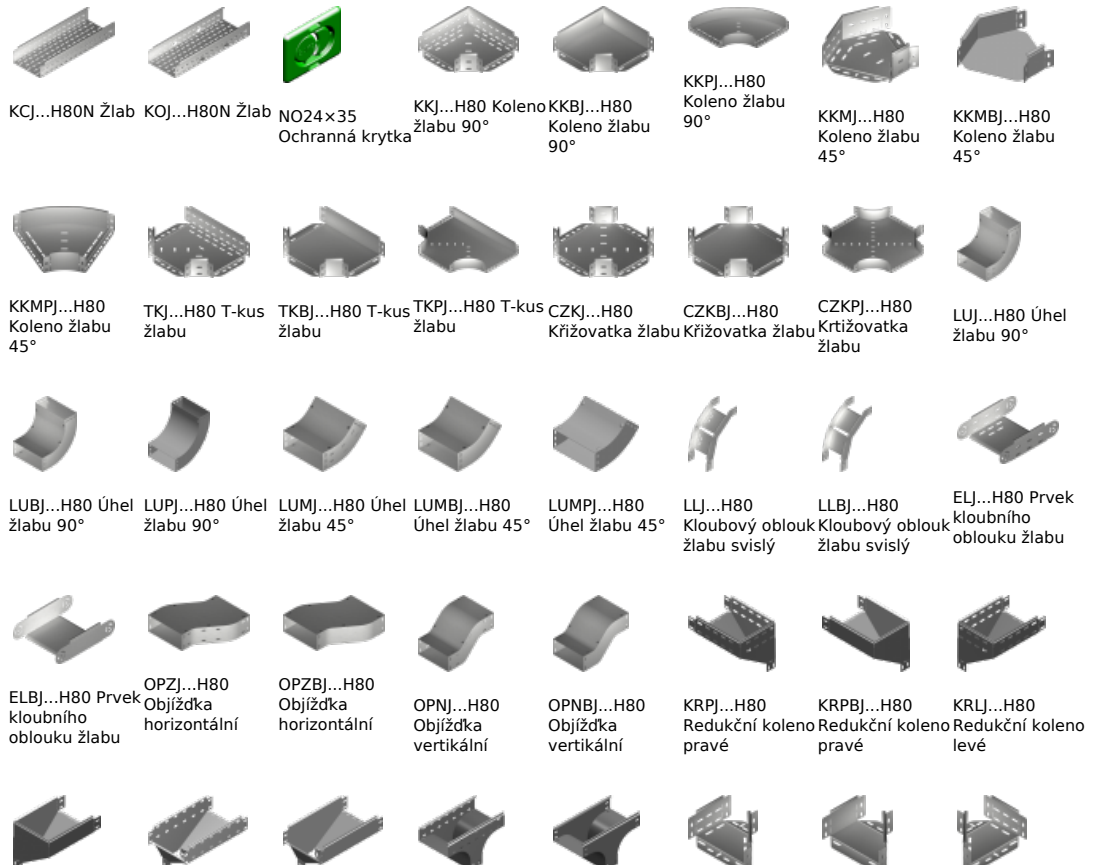 KCJ...H80N Žlab
KOJ...H80N Žlab
NO24×35
Ochranná krytka
KKJ...H80 Koleno
žlabu 90°
KKBJ...H80
Koleno žlabu
90°
KKPJ...H80
Koleno žlabu
90°
KKMJ...H80
Koleno žlabu
45°
KKMBJ...H80
Koleno žlabu
45°
KKMPJ...H80
Koleno žlabu
45°
TKJ...H80 T-kus
žlabu
TKBJ...H80 T-kus
žlabu
TKPJ...H80 T-kus
žlabu
CZKJ...H80
Křižovatka žlabu
CZKBJ...H80
Křižovatka žlabu
CZKPJ...H80
Krtižovatka
žlabu
LUJ...H80 Úhel
žlabu 90°
LUBJ...H80 Úhel
žlabu 90°
LUPJ...H80 Úhel
žlabu 90°
LUMJ...H80 Úhel
žlabu 45°
LUMBJ...H80
Úhel žlabu 45°
LUMPJ...H80
Úhel žlabu 45°
LLJ...H80
Kloubový oblouk
žlabu svislý
LLBJ...H80
Kloubový oblouk
žlabu svislý
ELJ...H80 Prvek
kloubního
oblouku žlabu
ELBJ...H80 Prvek
kloubního
oblouku žlabu
OPZJ...H80
Objížďka
horizontální
OPZBJ...H80
Objížďka
horizontální
OPNJ...H80
Objížďka
vertikální
OPNBJ...H80
Objížďka
vertikální
KRPJ...H80
Redukční koleno
pravé
KRPBJ...H80
Redukční koleno
pravé
KRLJ...H80
Redukční koleno
levé